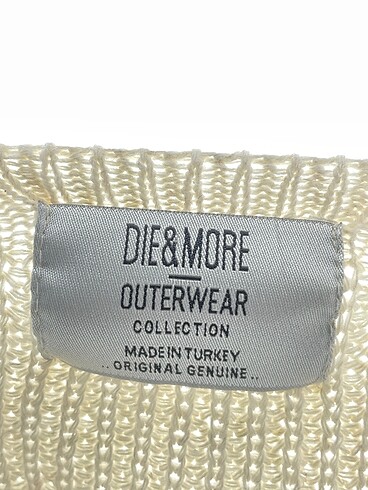 DIE&MORE
OUTERWEAR
COLLECTION
MADE IN TURKEY
.. ORIGINAL GENUINE ..